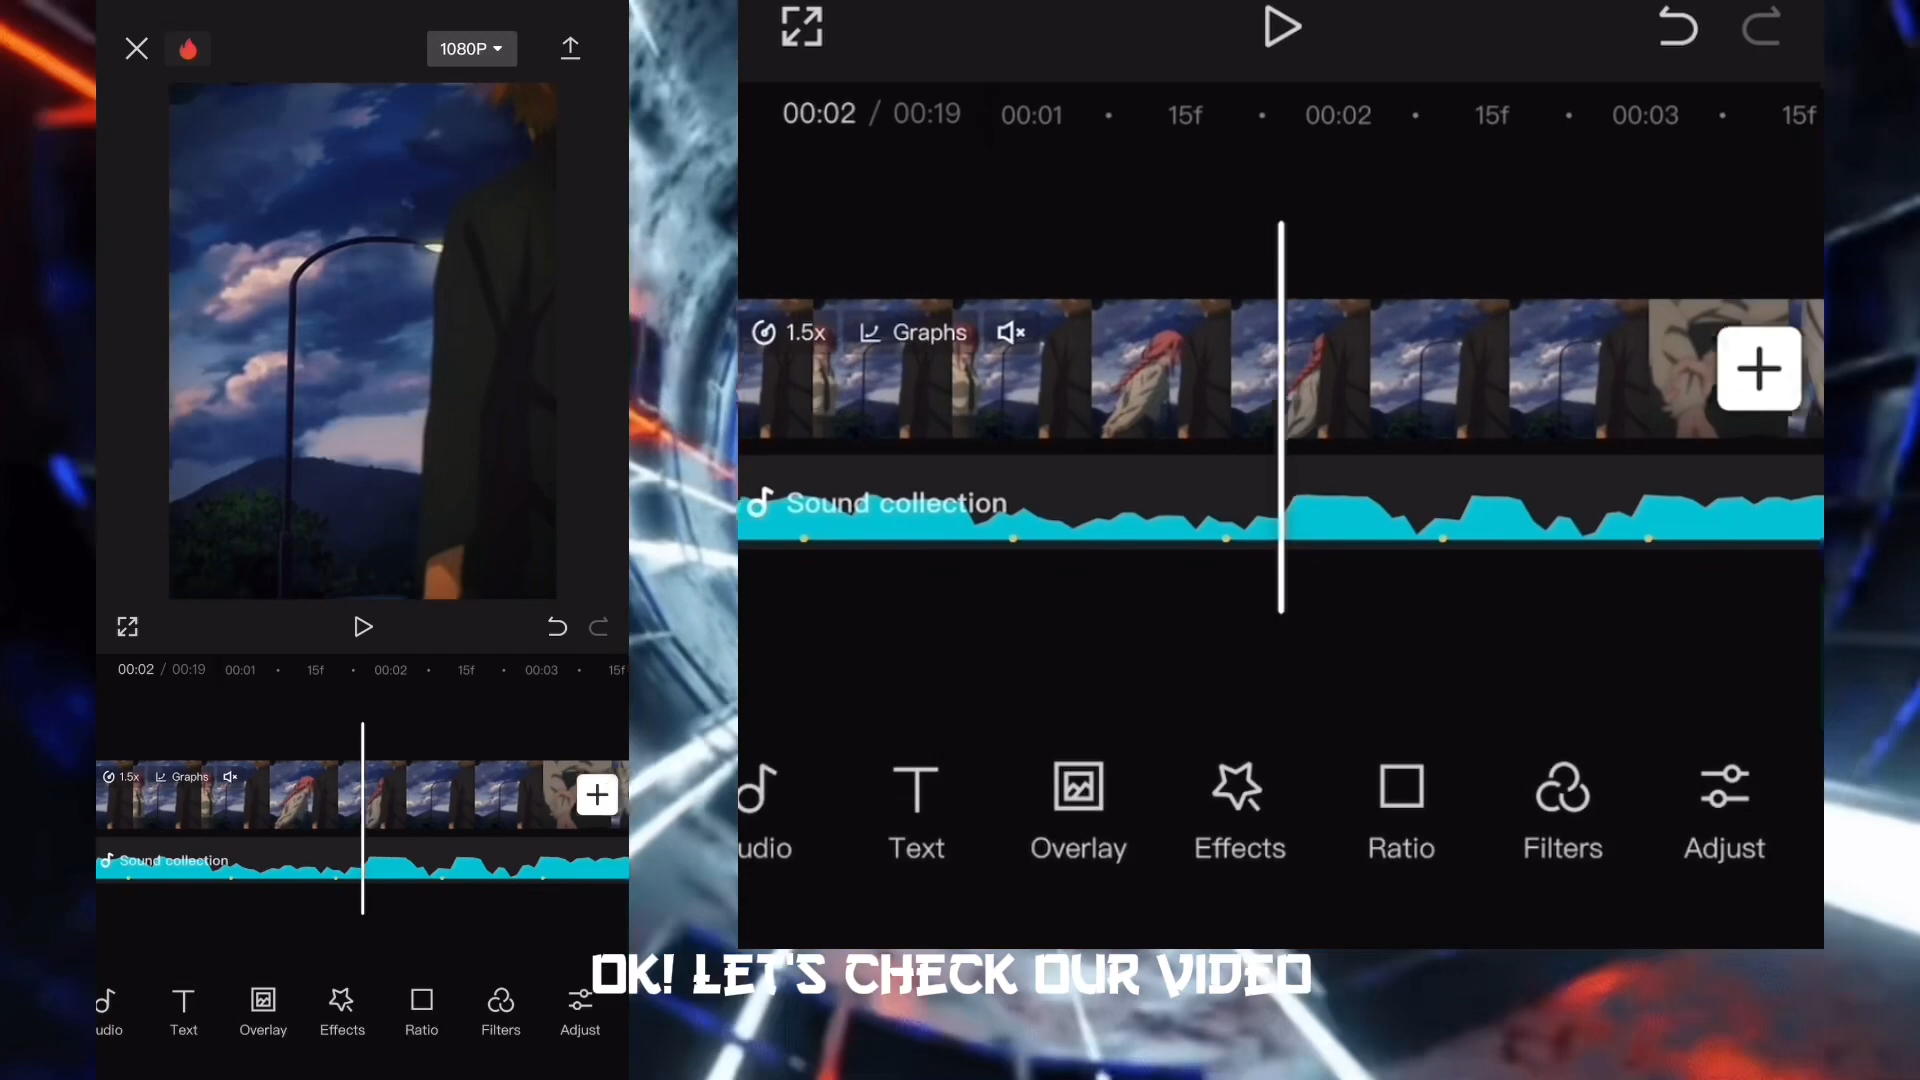 1080P
00:02 / 00:19 00:01 15f 00:02 15f 00:03 15f
1.5x Graphs
Sound collection
udio Text Overlay Effects Ratio Filters Adjust
00:02 / 00:19 00:01 15f 00:02 15f 00:03 15f
1.5x Graphs
Sound collection
udio Text Overlay Effects Ratio Filters Adjust
OK! LET'S CHECK OUR VIDEO